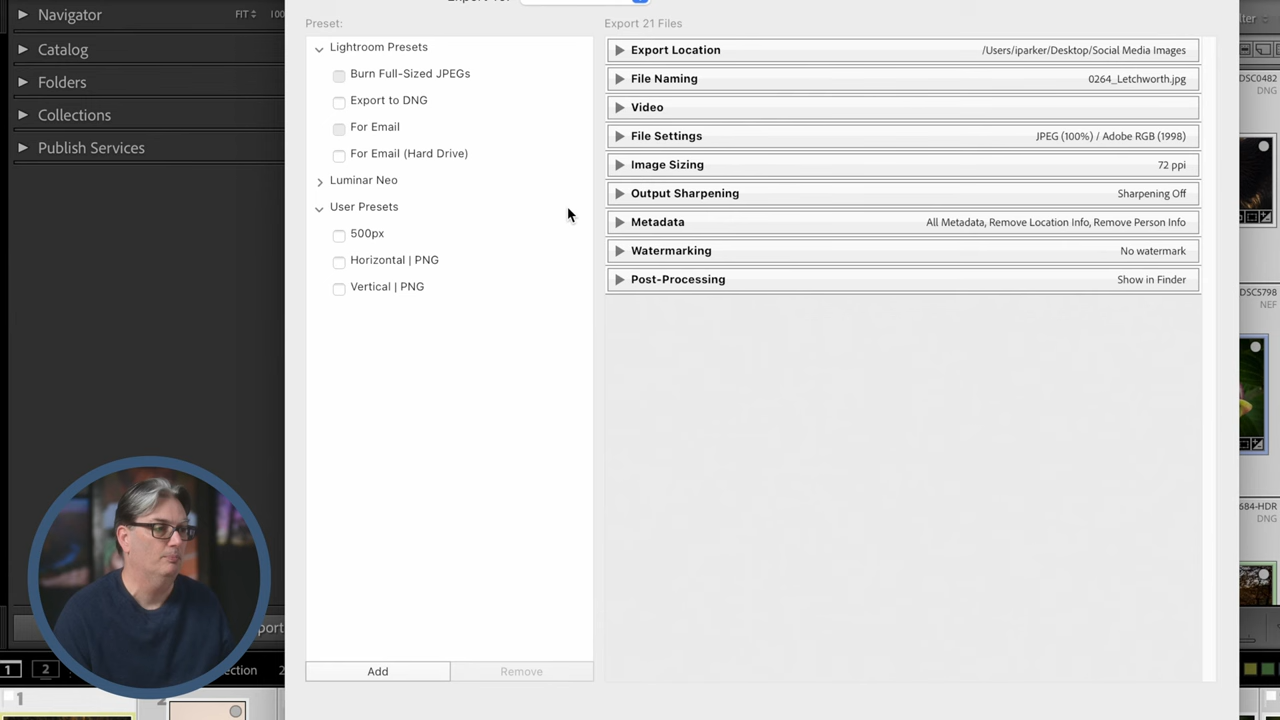 Navigator
FIT
Catalog
Folders
Collections
Publish Services
Preset:
Lightroom Presets
Burn Full-Sized JPEGs
Export to DNG
For Email
For Email (Hard Drive)
Luminar Neo
User Presets
500px
Horizontal | PNG
Vertical | PNG
Add
Remove
Export 21 Files
Export Location /Users/iparker/Desktop/Social Media Images
File Naming 0264_Letchworth.jpg
Video
File Settings JPEG (100%) / Adobe RGB (1998)
Image Sizing 72 ppi
Output Sharpening Sharpening Off
Metadata All Metadata, Remove Location Info, Remove Person Info
Watermarking No watermark
Post-Processing Show in Finder
DSC0482
DNG
DSC5798
NEF
684-HDR
DNG
1 2
1
2